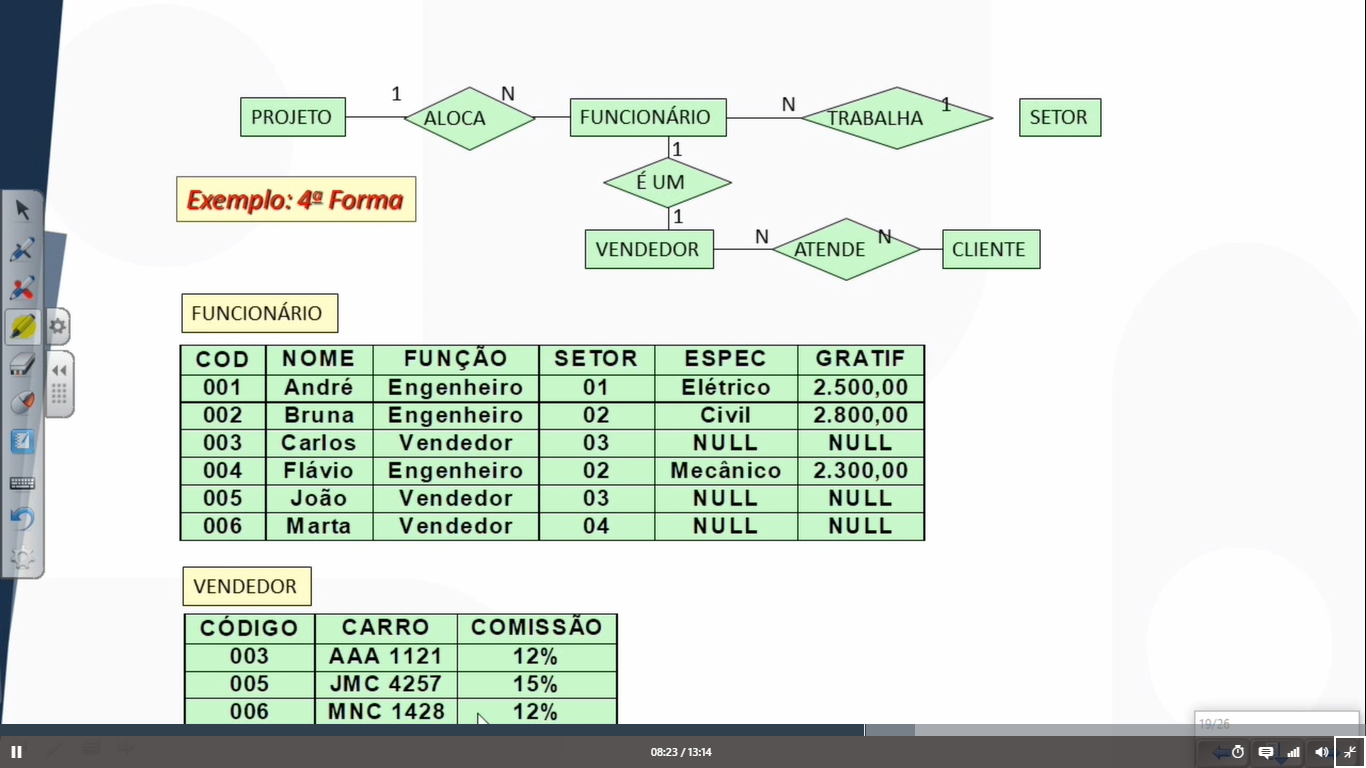 1 N N 1
PROJETO ALOCA FUNCIONÁRIO TRABALHA SETOR
1
É UM
Exemplo: 4ª Forma
1
N N
VENDEDOR ATENDE CLIENTE
FUNCIONÁRIO
COD NOME FUNÇÃO SETOR ESPEC GRATIF
001 André Engenheiro 01 Elétrico 2.500,00
002 Bruna Engenheiro 02 Civil 2.800,00
003 Carlos Vendedor 03 NULL NULL
004 Flávio Engenheiro 02 Mecânico 2.300,00
005 João Vendedor 03 NULL NULL
006 Marta Vendedor 04 NULL NULL
VENDEDOR
CÓDIGO CARRO COMISSÃO
003 AAA 1121 12%
005 JMC 4257 15%
006 MNC 1428 12%
19/26
08:23 / 13:14